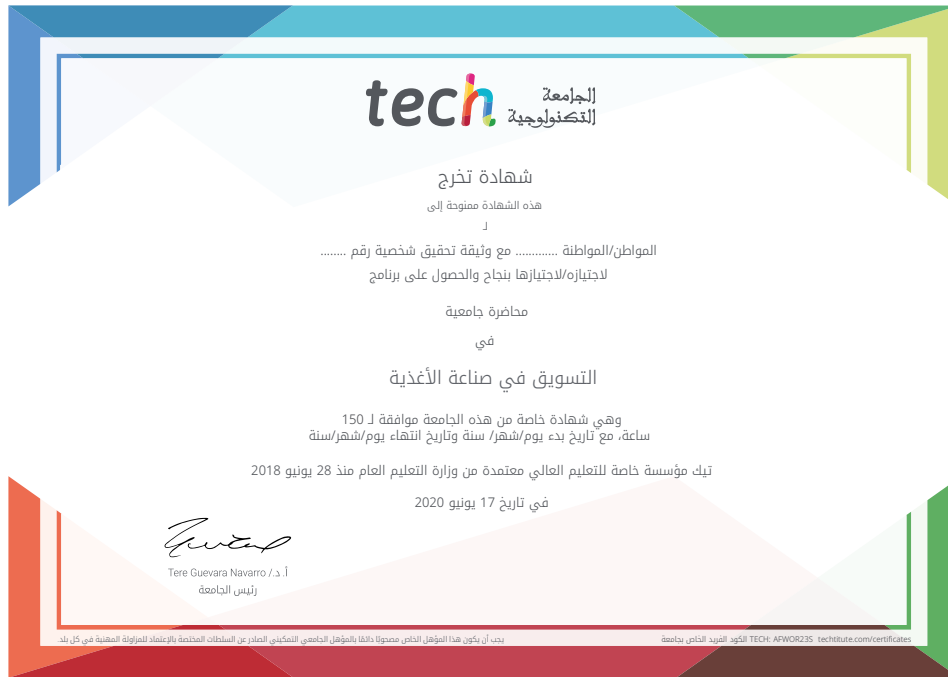 tech الجامعة
التكنولوجية
شهادة تخرج
هذه الشهادة ممنوحة إلى
لـ
المواطن/المواطنة ............ مع وثيقة تحقيق شخصية رقم ........
لاجتيازه/لاجتيازها بنجاح والحصول على برنامج
محاضرة جامعية
في
التسويق في صناعة الأغذية
وهي شهادة خاصة من هذه الجامعة موافقة لـ 150
ساعة، مع تاريخ بدء يوم/شهر/ سنة وتاريخ انتهاء يوم/شهر/سنة
تيك مؤسسة خاصة للتعليم العالي معتمدة من وزارة التعليم العام منذ 28 يونيو 2018
في تاريخ 17 يونيو 2020
أ.د./ Tere Guevara Navarro
رئيس الجامعة
الكود الفريد الخاص بجامعة TECH: AFWOR23S techtitute.com/certificates
يجب أن يكون هذا المؤهل الخاص مصحوبًا دائمًا بالمؤهل الجامعي التمكيني الصادر عن السلطات المختصة بالإعتماد للمزاولة المهنية في كل بلد.